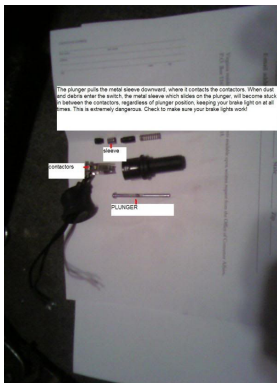 The plunger pulls the metal sleeve downward, where it contacts the contactors. When dust
and debris enter the switch, the metal sleeve which slides on the plunger, will become stuck
in between the contactors, regardless of plunger position, keeping your brake light on at all
times. This is extremely dangerous. Check to make sure your brake lights work!
sleeve
contactors
PLUNGER